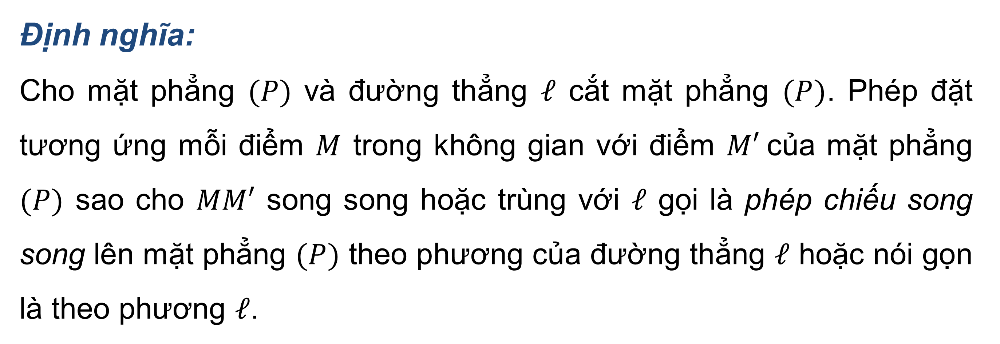 Định nghĩa:
Cho mặt phẳng (P) và đường thẳng ℓ cắt mặt phẳng (P). Phép đặt
tương ứng mỗi điểm M trong không gian với điểm M′ của mặt phẳng
(P) sao cho MM′ song song hoặc trùng với ℓ gọi là phép chiếu song
song lên mặt phẳng (P) theo phương của đường thẳng ℓ hoặc nói gọn
là theo phương ℓ.